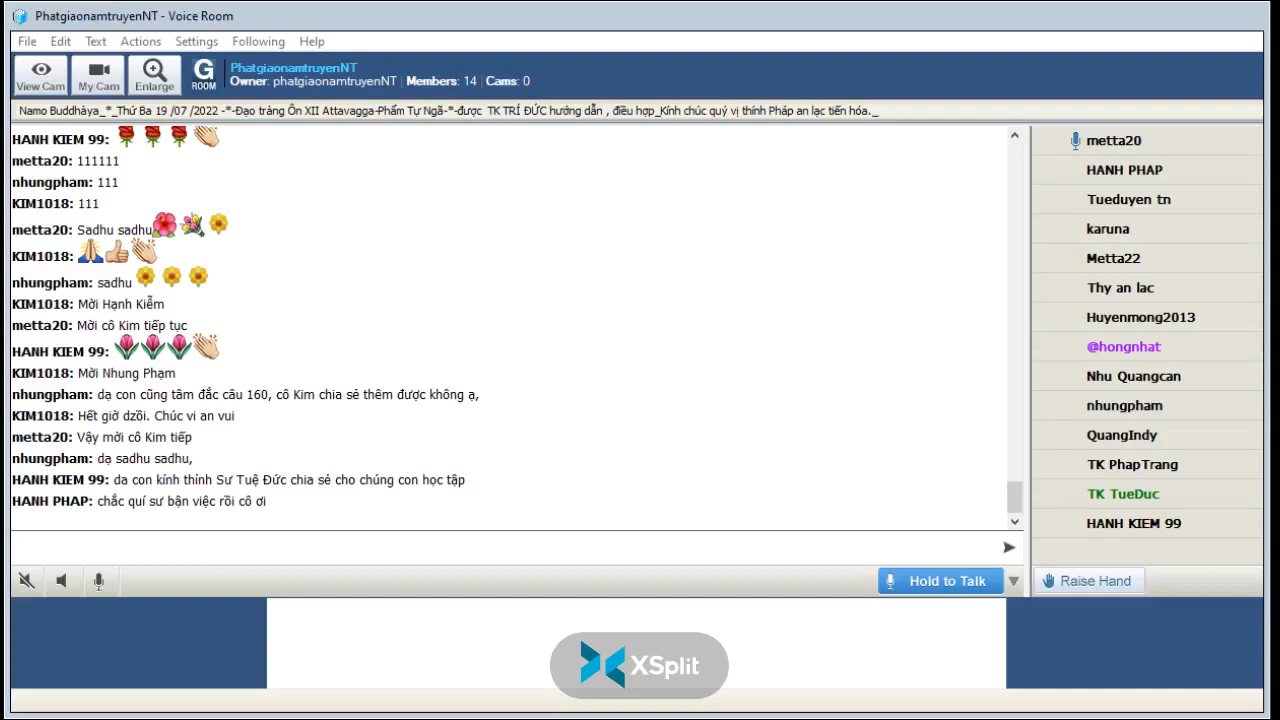 PhatgiaonamtruyenNT - Voice Room
File Edit Text Actions Settings Following Help
View Cam
My Cam
Enlarge
G ROOM
PhatgiaonamtruyenNT
Owner: phatgiaonamtruyenNT | Members: 14 | Cams: 0
Namo Buddhàya_*_Thứ Ba 19 /07 /2022 -*-Đạo tràng Ôn XII Attavagga-Phẩm Tự Ngã-*-được TK TRÍ ĐỨC hướng dẫn , điều hợp_Kính chúc quý vị thính Pháp an lạc tiến hóa._
HANH KIEM 99: 🌹🌹🌹👏
metta20: 111111
nhungpham: 111
KIM1018: 111
metta20: Sadhu sadhu🌺💐🌼
KIM1018: 🙏👍👏
nhungpham: sadhu 🌼🌼🌼
KIM1018: Mời Hạnh Kiễm
metta20: Mời cô Kim tiếp tục
HANH KIEM 99: 🌷🌷🌷👏
KIM1018: Mời Nhung Phạm
nhungpham: dạ con cũng tâm đắc câu 160, cô Kim chia sẻ thêm được không ạ,
KIM1018: Hết giờ dzồi. Chúc vi an vui
metta20: Vậy mời cô Kim tiếp
nhungpham: dạ sadhu sadhu,
HANH KIEM 99: da con kính thỉnh Sư Tuệ Đức chia sẻ cho chúng con học tập
HANH PHAP: chắc quí sư bận việc rồi cô ơi
metta20
HANH PHAP
Tueduyen tn
karuna
Metta22
Thy an lac
Huyenmong2013
@hongnhat
Nhu Quangcan
nhungpham
QuangIndy
TK PhapTrang
TK TueDuc
HANH KIEM 99
Hold to Talk
Raise Hand
XSplit